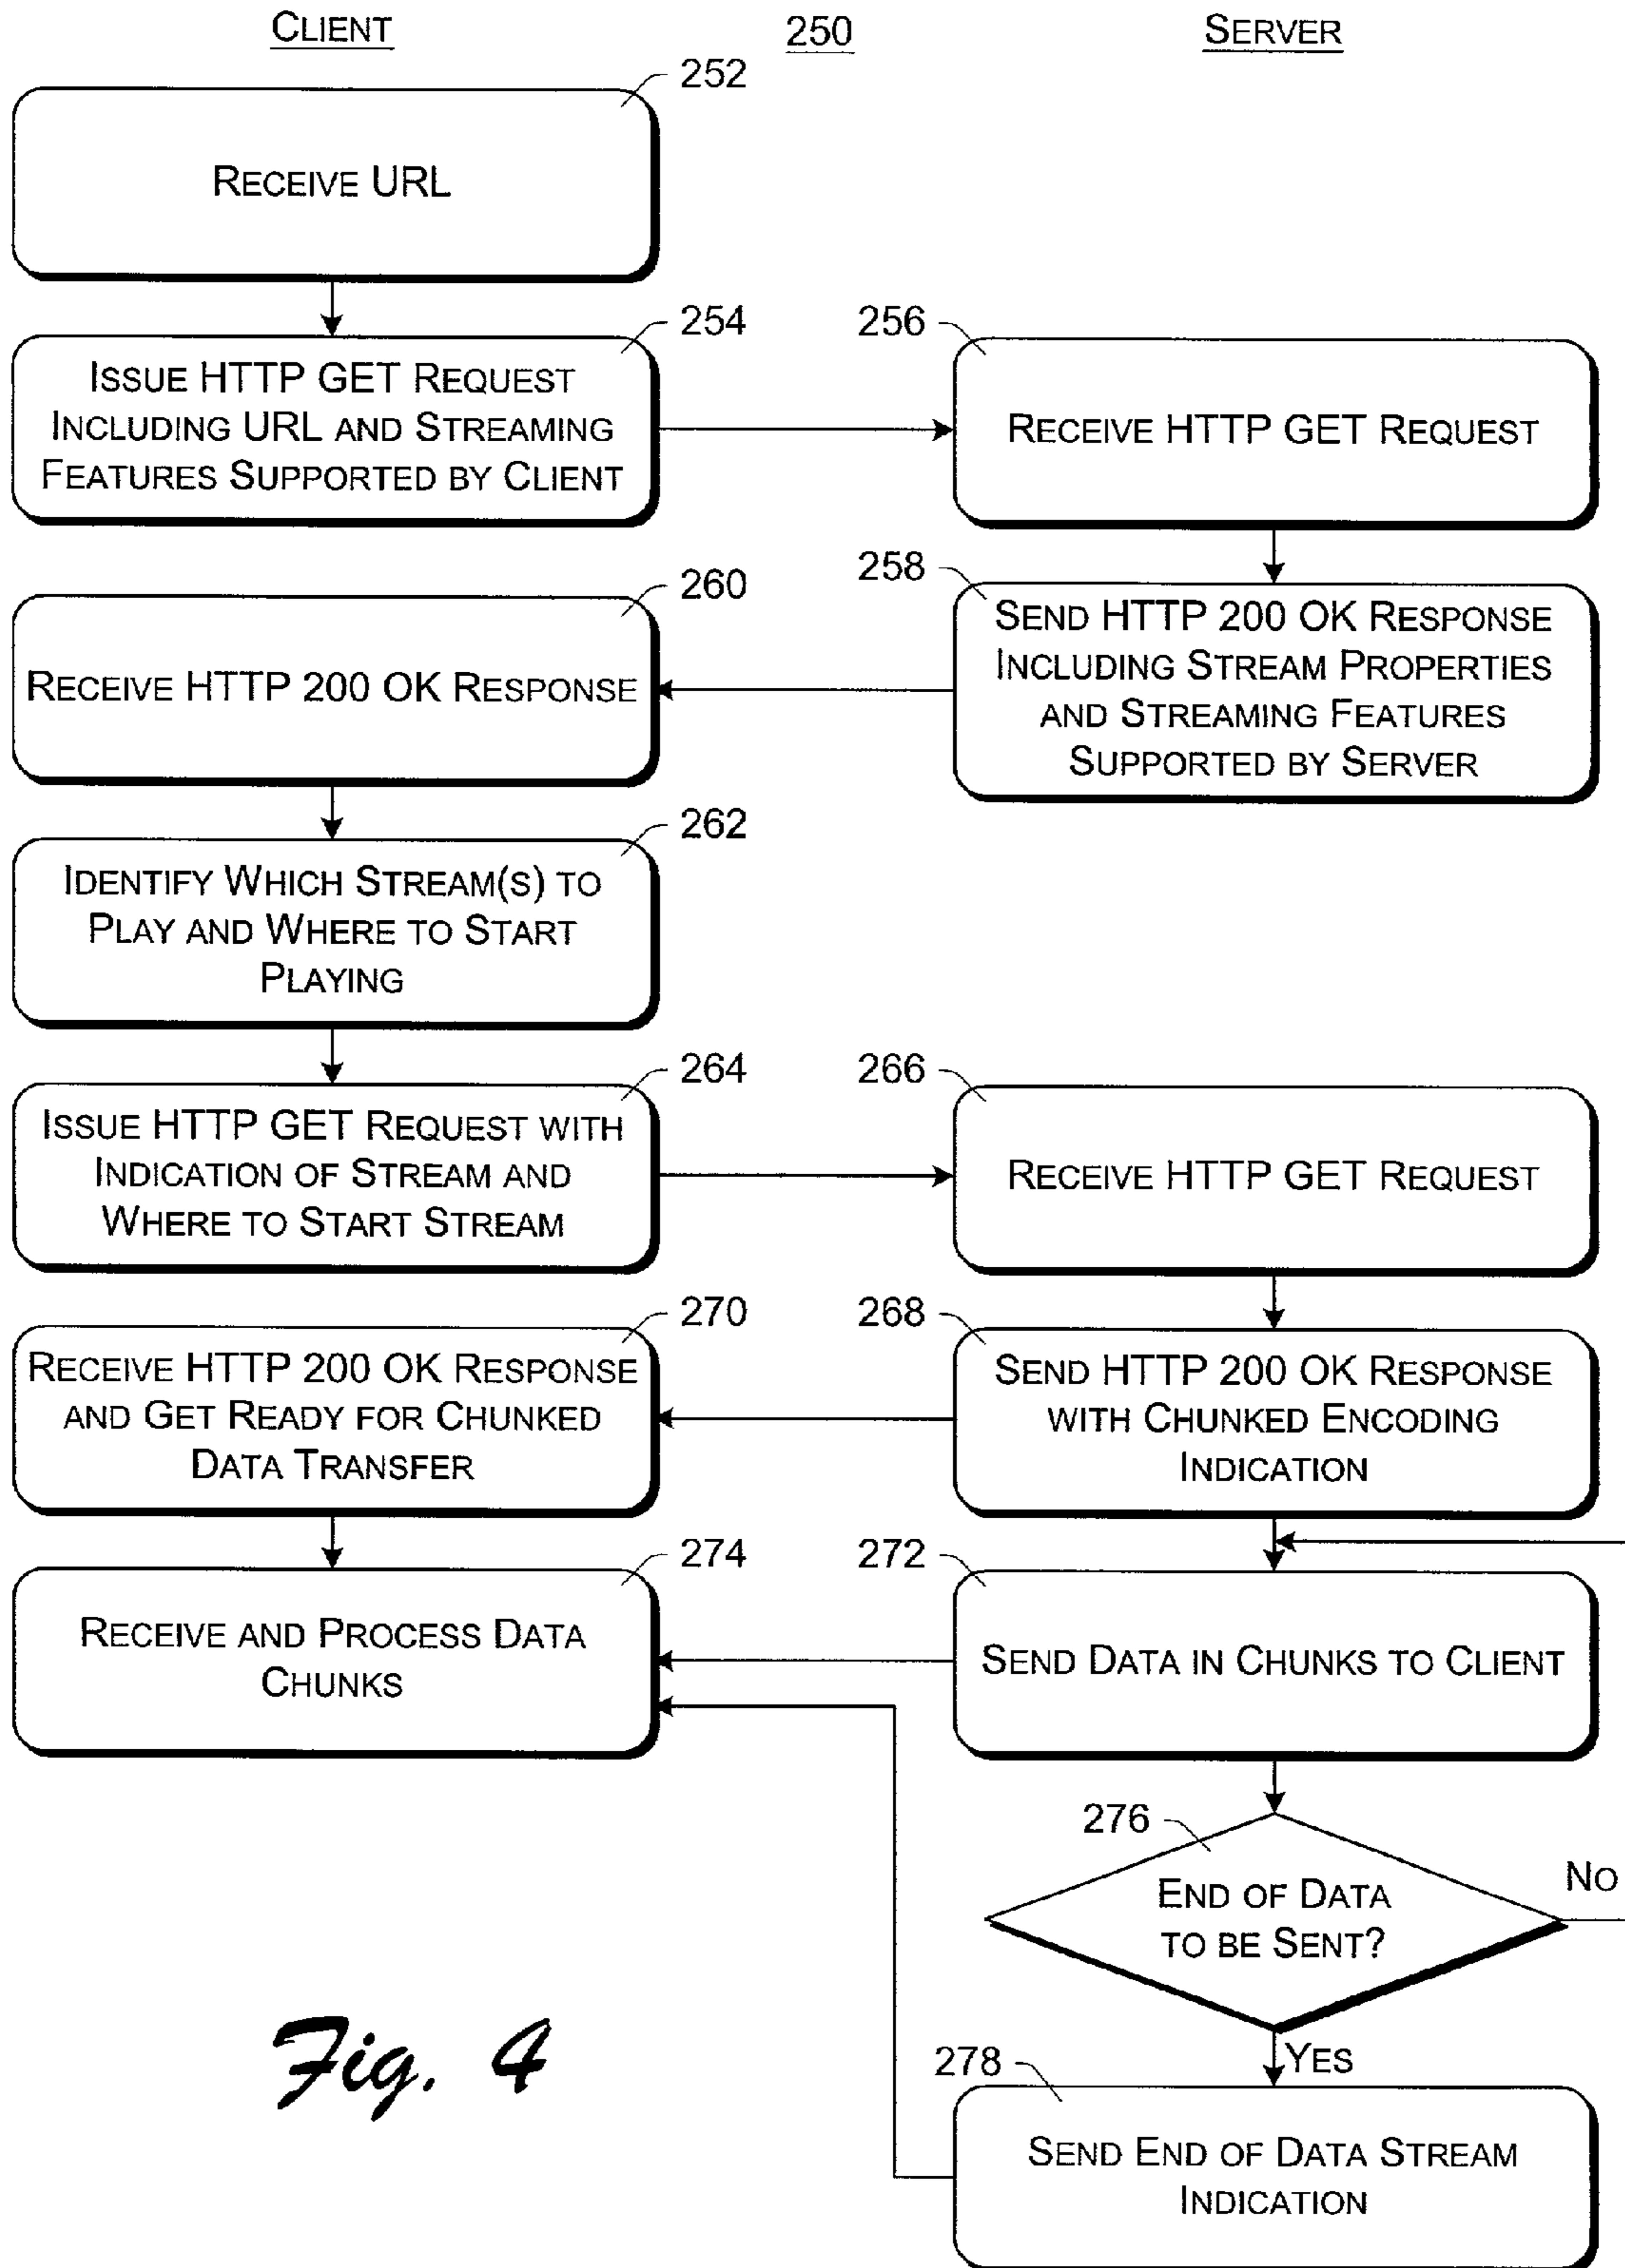 CLIENT
250
SERVER
252
RECEIVE URL
254
ISSUE HTTP GET REQUEST
INCLUDING URL AND STREAMING
FEATURES SUPPORTED BY CLIENT
256
RECEIVE HTTP GET REQUEST
258
SEND HTTP 200 OK RESPONSE
INCLUDING STREAM PROPERTIES
AND STREAMING FEATURES
SUPPORTED BY SERVER
260
RECEIVE HTTP 200 OK RESPONSE
262
IDENTIFY WHICH STREAM(S) TO
PLAY AND WHERE TO START
PLAYING
264
ISSUE HTTP GET REQUEST WITH
INDICATION OF STREAM AND
WHERE TO START STREAM
266
RECEIVE HTTP GET REQUEST
268
SEND HTTP 200 OK RESPONSE
WITH CHUNKED ENCODING
INDICATION
270
RECEIVE HTTP 200 OK RESPONSE
AND GET READY FOR CHUNKED
DATA TRANSFER
272
SEND DATA IN CHUNKS TO CLIENT
274
RECEIVE AND PROCESS DATA
CHUNKS
276
END OF DATA
TO BE SENT?
NO
YES
278
SEND END OF DATA STREAM
INDICATION
Fig. 4